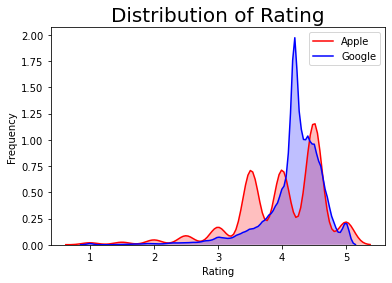 Distribution of Rating
Apple
Google
Frequency
2.00
1.75
1.50
1.25
1.00
0.75
0.50
0.25
0.00
1 2 3 4 5
Rating